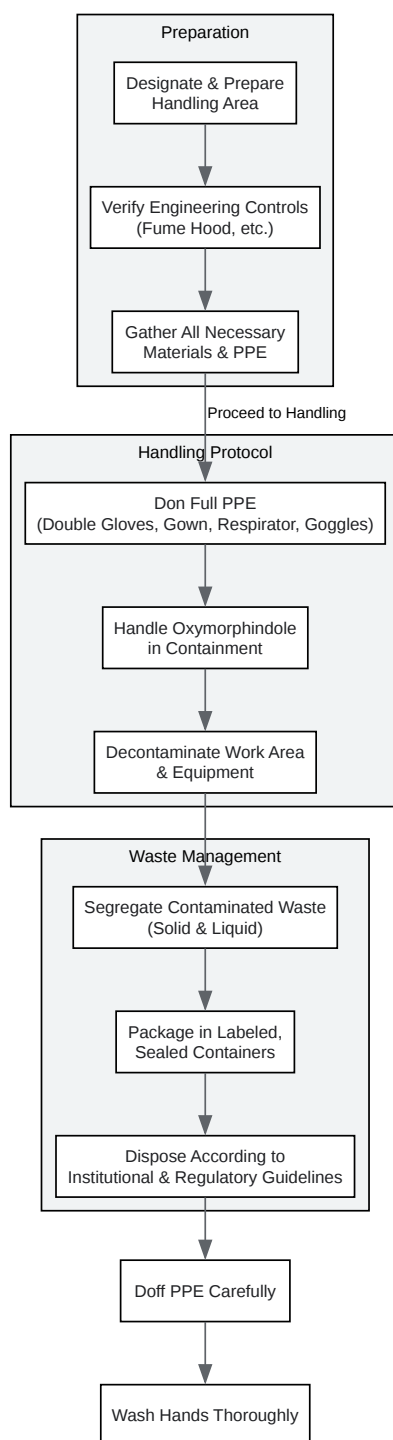 Preparation
Designate & Prepare
Handling Area
Verify Engineering Controls
(Fume Hood, etc.)
Gather All Necessary
Materials & PPE
Proceed to Handling
Handling Protocol
Don Full PPE
(Double Gloves, Gown, Respirator, Goggles)
Handle Oxymorphindole
in Containment
Decontaminate Work Area
& Equipment
Waste Management
Segregate Contaminated Waste
(Solid & Liquid)
Package in Labeled,
Sealed Containers
Dispose According to
Institutional & Regulatory Guidelines
Doff PPE Carefully
Wash Hands Thoroughly